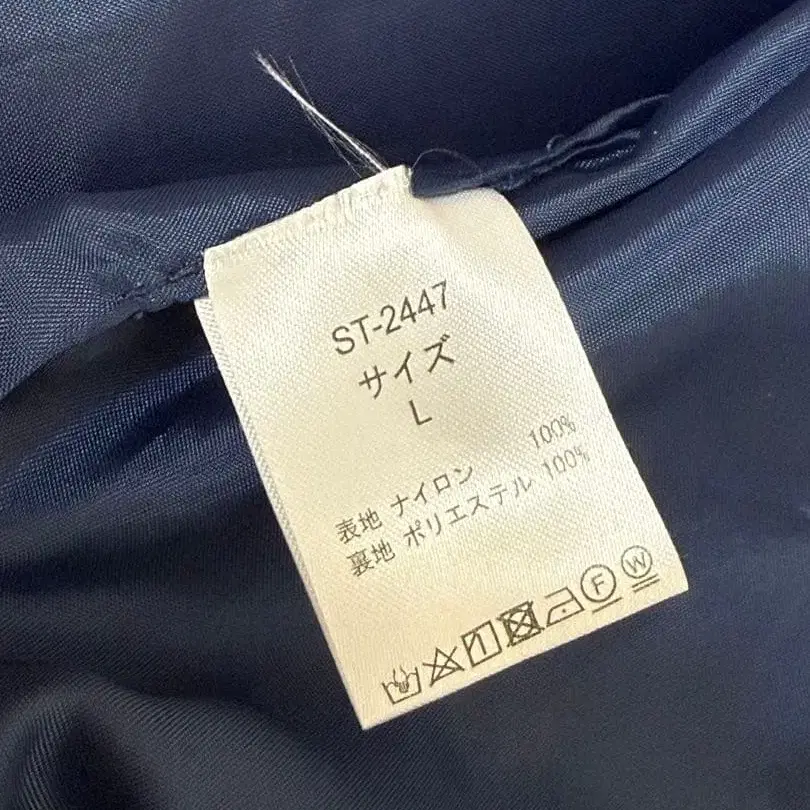 ST-2447
サイズ
L
表地 ナイロン 100%
裏地 ポリエステル 100%
F W